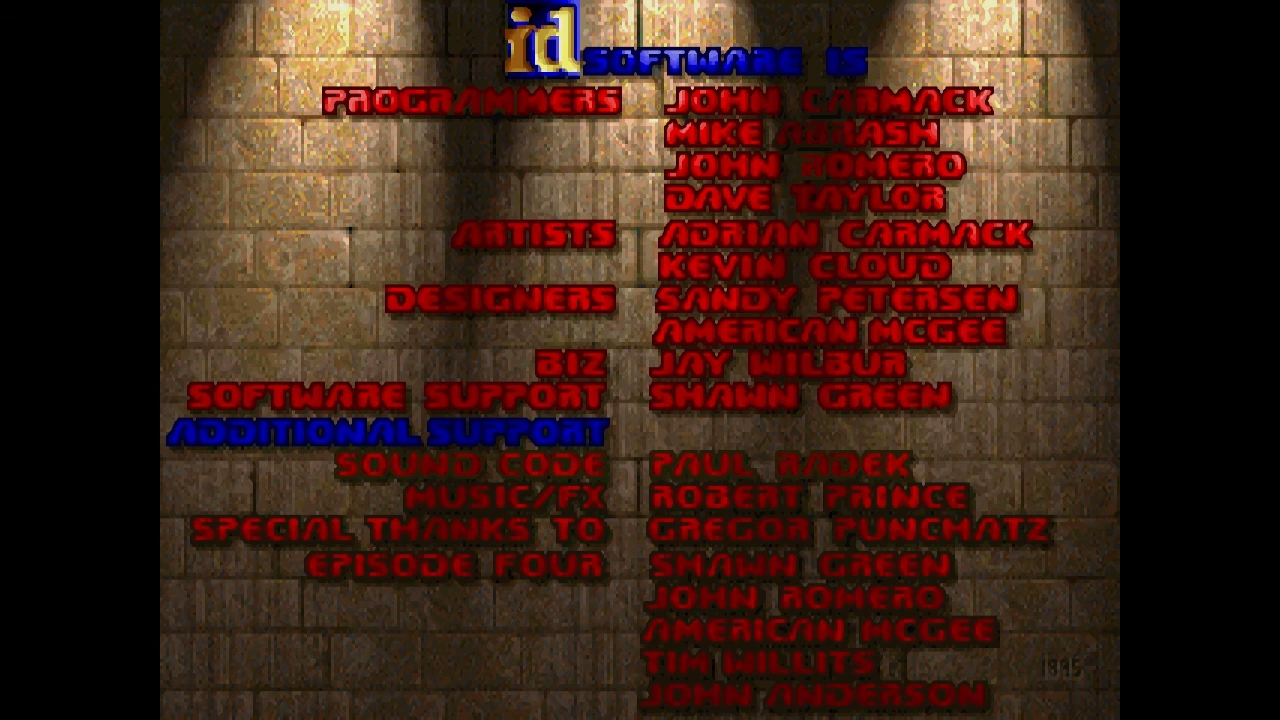 id SOFTWARE IS
PROGRAMMERS JOHN CARMACK
MIKE ABRASH
JOHN ROMERO
DAVE TAYLOR
ARTISTS ADRIAN CARMACK
KEVIN CLOUD
DESIGNERS SANDY PETERSEN
AMERICAN MCGEE
BIZ JAY WILBUR
SOFTWARE SUPPORT SHAWN GREEN
ADDITIONAL SUPPORT
SOUND CODE PAUL RADEK
MUSIC/FX ROBERT PRINCE
SPECIAL THANKS TO GREGOR PUNCHATZ
EPISODE FOUR SHAWN GREEN
JOHN ROMERO
AMERICAN MCGEE
TIM WILLITS
1995
JOHN ANDERSON